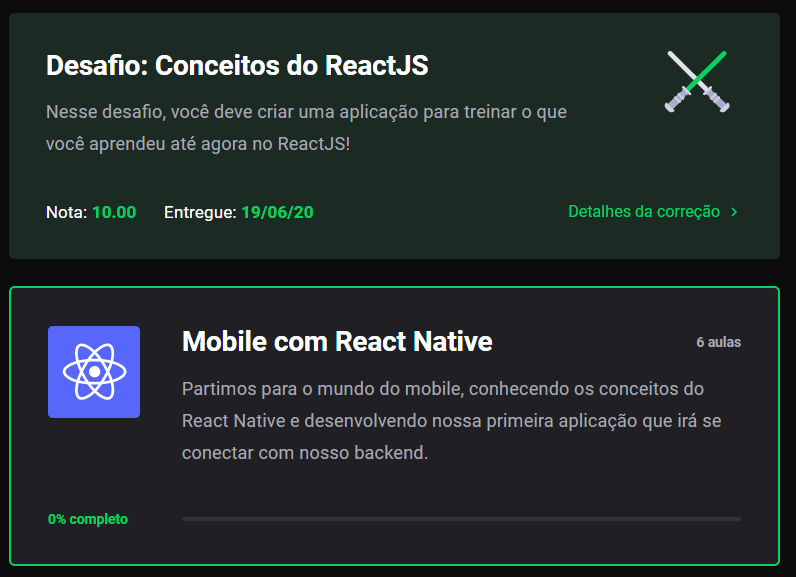 Desafio: Conceitos do ReactJS
Nesse desafio, você deve criar uma aplicação para treinar o que
você aprendeu até agora no ReactJS!
Nota: 10.00 Entregue: 19/06/20 Detalhes da correção
Mobile com React Native 6 aulas
Partimos para o mundo do mobile, conhecendo os conceitos do
React Native e desenvolvendo nossa primeira aplicação que irá se
conectar com nosso backend.
0% completo